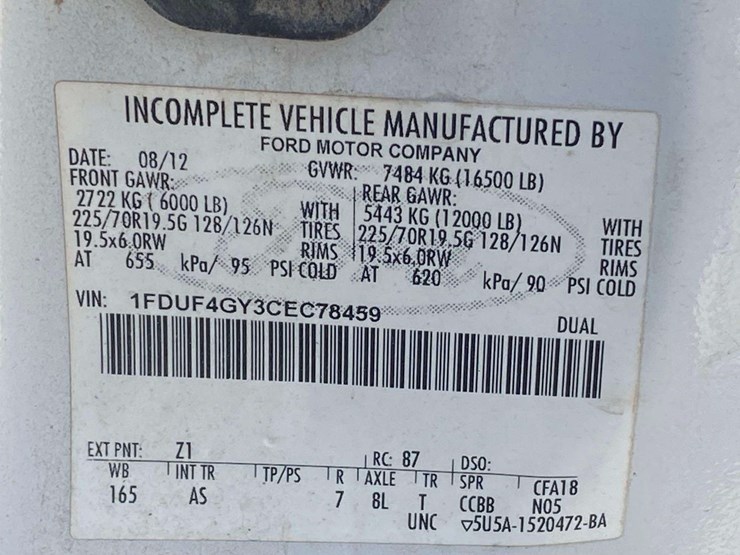 INCOMPLETE VEHICLE MANUFACTURED BY
FORD MOTOR COMPANY
DATE: 08/12 GVWR: 7484 KG (16500 LB)
FRONT GAWR: REAR GAWR:
2722 KG ( 6000 LB) WITH 5443 KG (12000 LB) WITH
225/70R19.5G 128/126N TIRES 225/70R19.5G 128/126N TIRES
19.5x6.0RW RIMS 19.5x6.0RW RIMS
AT 655 kPa/ 95 PSI COLD AT 620 kPa/ 90 PSI COLD
VIN: 1FDUF4GY3CEC78459
DUAL
EXT PNT: Z1 RC: 87 DSO:
WB INT TR TP/PS R AXLE TR SPR CFA18
165 AS 7 8L T CCBB N05
UNC ▽5U5A-1520472-BA